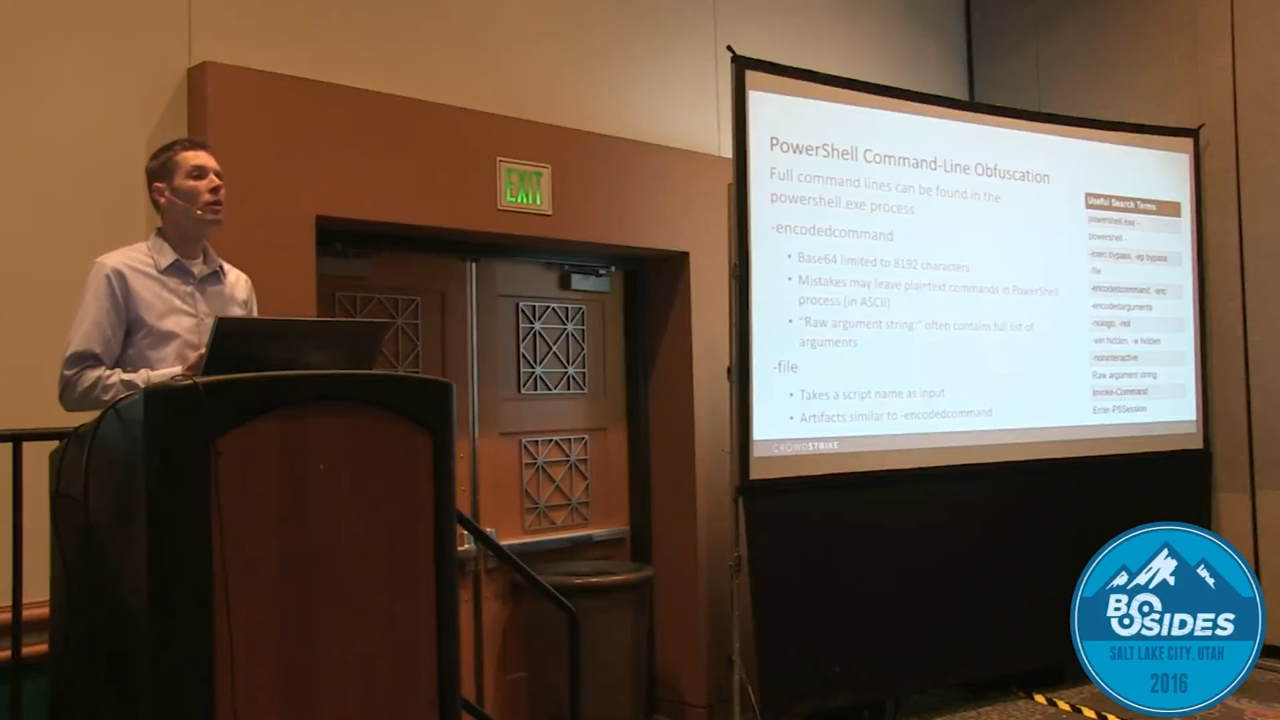 EXIT
PowerShell Command-Line Obfuscation
Full command lines can be found in the
powershell.exe process
-encodedcommand
• Base64 limited to 8192 characters
• Mistakes may leave plaintext commands in PowerShell
process (in ASCII)
• "Raw argument string:" often contains full list of
arguments
-file
• Takes a script name as input
• Artifacts similar to -encodedcommand
CROWDSTRIKE
Useful Search Terms
powershell.exe -
powershell -
-exec bypass, -ep bypass
-file
-encodedcommand, -enc
-encodedarguments
-nologo, -nol
-win hidden, -w hidden
-noninteractive
Raw argument string
Invoke-Command
Enter-PSSession
BSIDES
SALT LAKE CITY, UTAH
2016